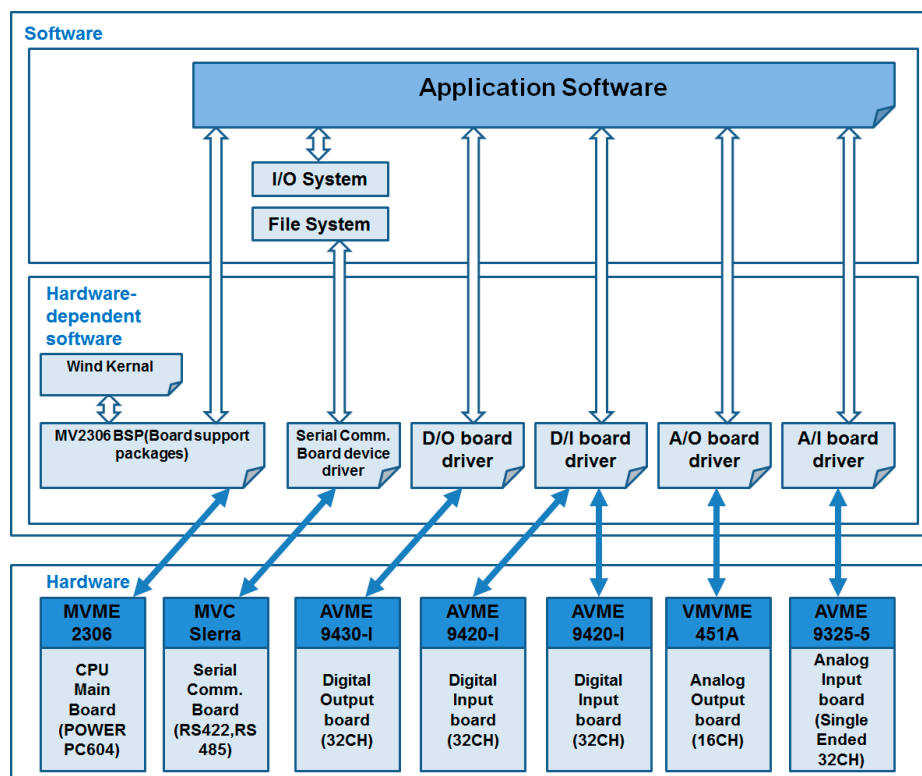 Software
Application Software
I/O System
File System
Hardware-
dependent
software
Wind Kernal
MV2306 BSP(Board support
packages)
Serial Comm.
Board device
driver
D/O board
driver
D/I board
driver
A/O board
driver
A/I board
driver
Hardware
MVME
2306
CPU
Main
Board
(POWER
PC604)
MVC
SIerra
Serial
Comm.
Board
(RS422,RS
485)
AVME
9430-I
Digital
Output
board
(32CH)
AVME
9420-I
Digital
Input
board
(32CH)
AVME
9420-I
Digital
Input
board
(32CH)
VMVME
451A
Analog
Output
board
(16CH)
AVME
9325-5
Analog
Input
board
(Single
Ended
32CH)